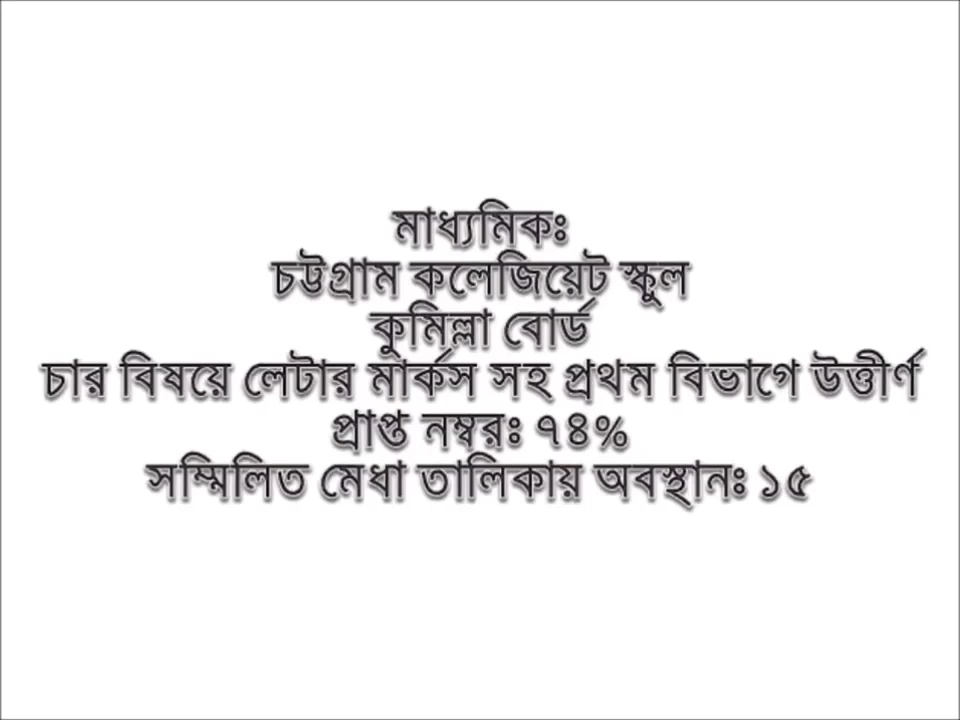 মাধ্যমিকঃ
চট্টগ্রাম কলেজিয়েট স্কুল
কুমিল্লা বোর্ড
চার বিষয়ে লেটার মার্কস সহ প্রথম বিভাগে উত্তীর্ণ
প্রাপ্ত নম্বরঃ ৭৪%
সম্মিলিত মেধা তালিকায় অবস্থানঃ ১৫